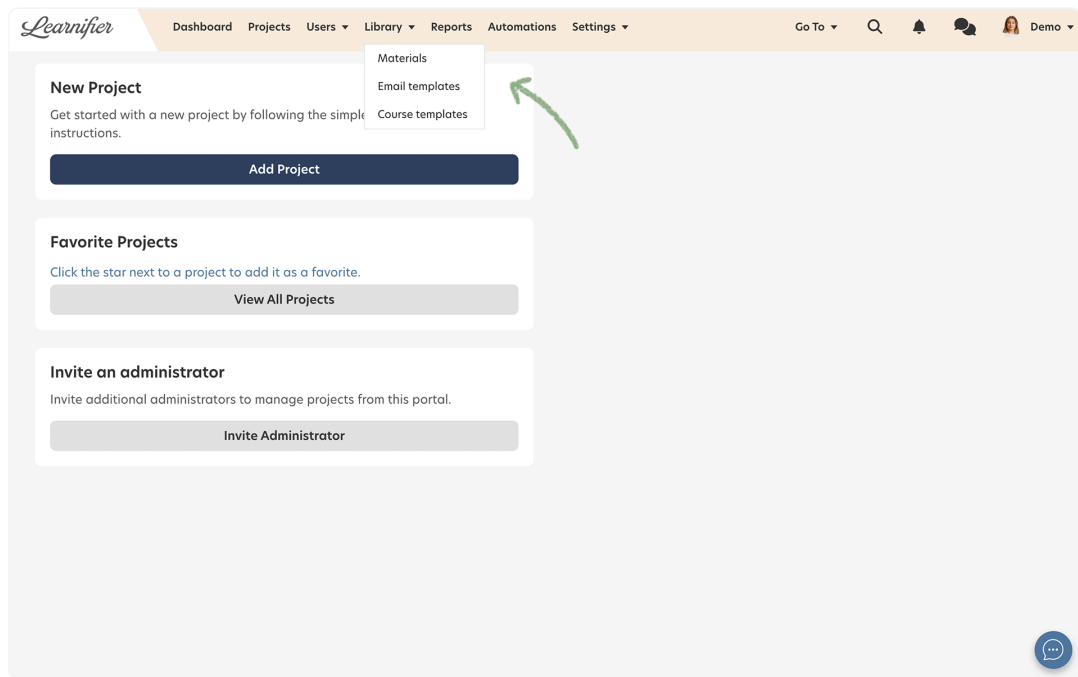 Learnifier
Dashboard Projects Users Library Reports Automations Settings Go To Demo
Materials
Email templates
Course templates
New Project
Get started with a new project by following the simple
instructions.
Add Project
Favorite Projects
Click the star next to a project to add it as a favorite.
View All Projects
Invite an administrator
Invite additional administrators to manage projects from this portal.
Invite Administrator